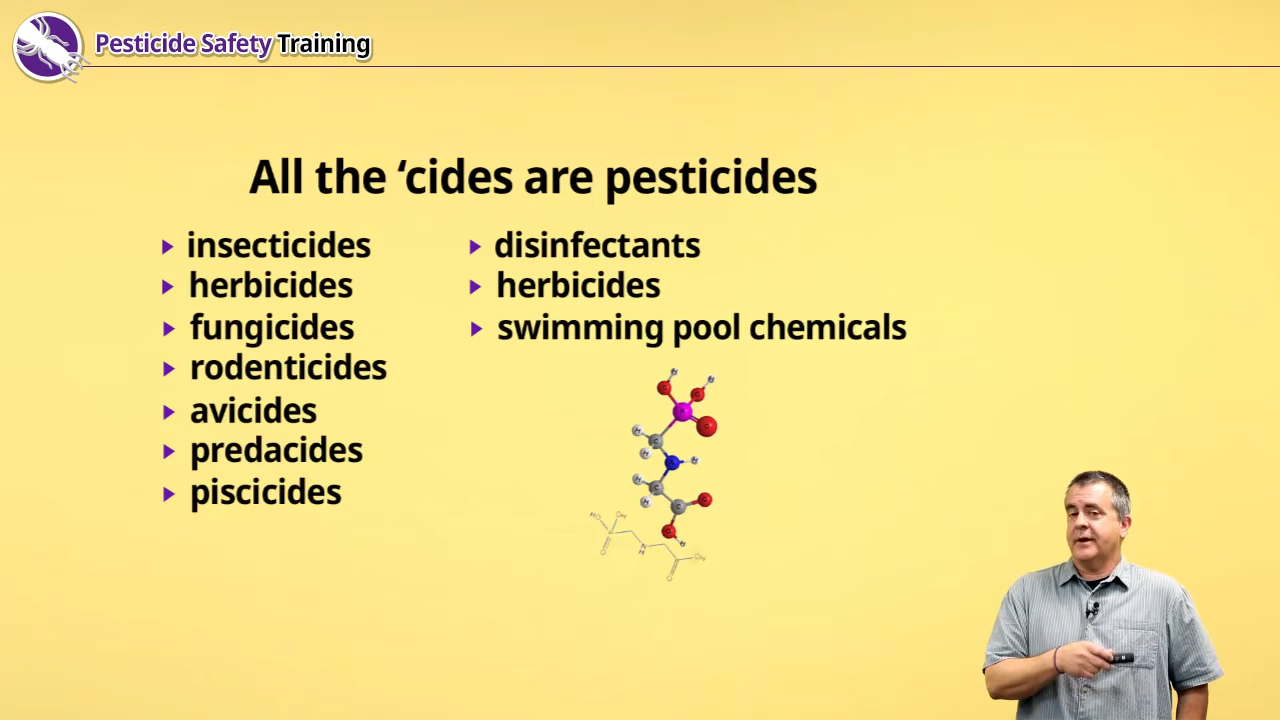 Pesticide Safety Training
All the ‘cides are pesticides
insecticides
herbicides
fungicides
rodenticides
avicides
predacides
piscicides
disinfectants
herbicides
swimming pool chemicals